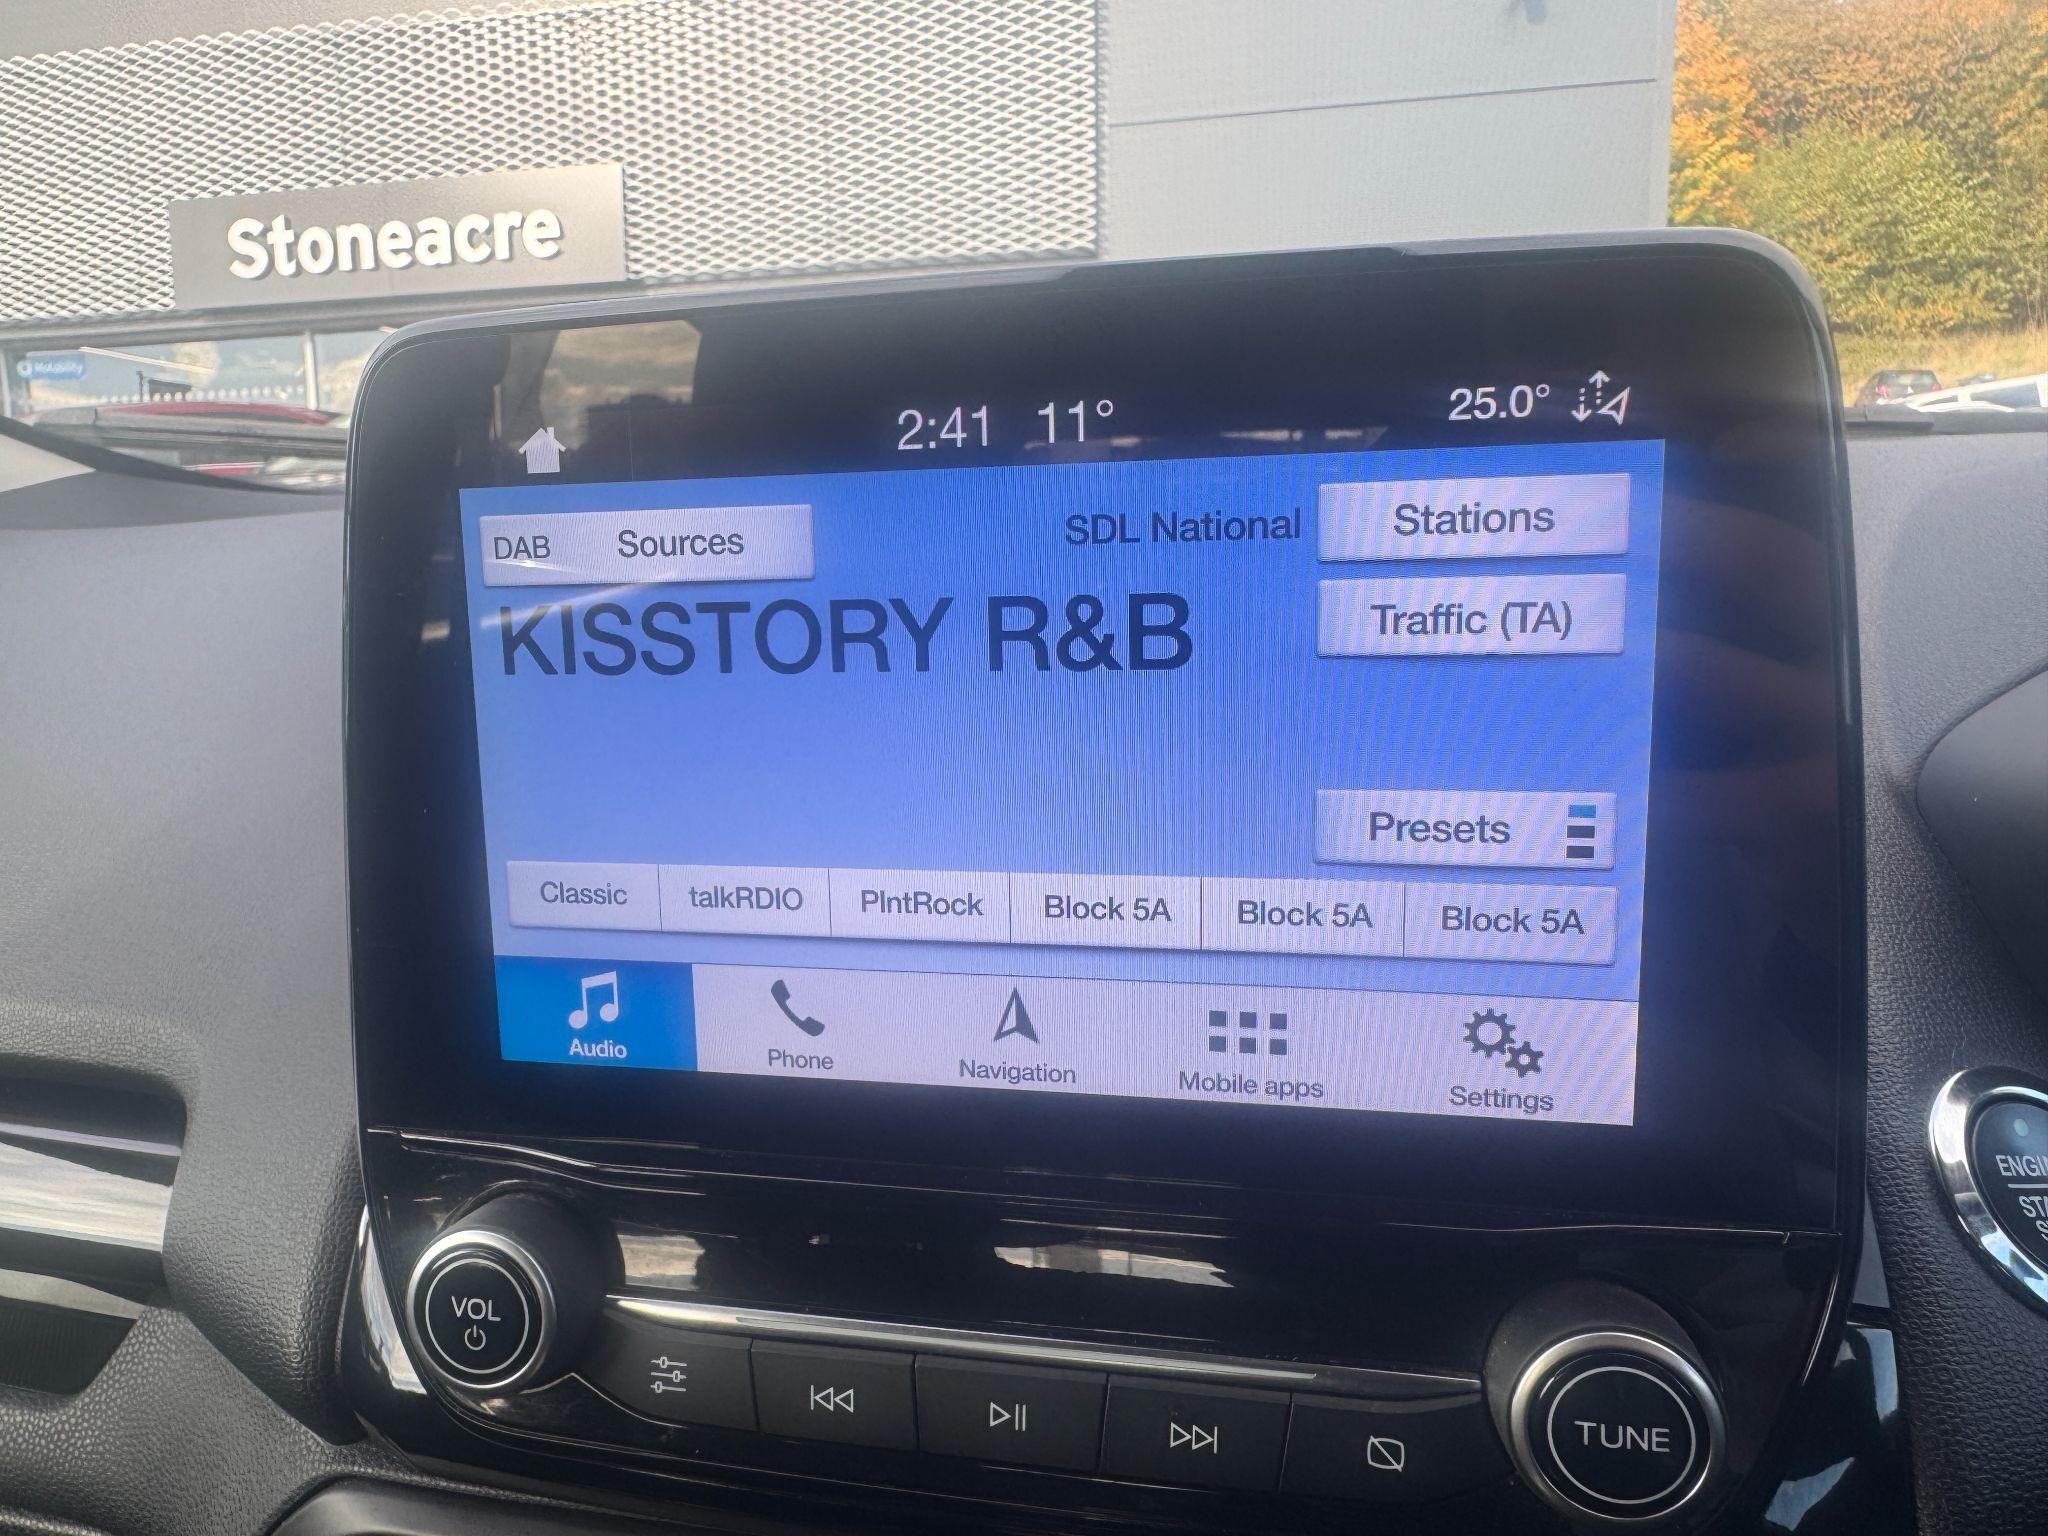 Stoneacre
Motability
2:41 11° 25.0°
DAB Sources
SDL National
Stations
KISSTORY R&B
Traffic (TA)
Presets
Classic
talkRDIO
PlntRock
Block 5A
Block 5A
Block 5A
Audio
Phone
Navigation
Mobile apps
Settings
VOL
TUNE